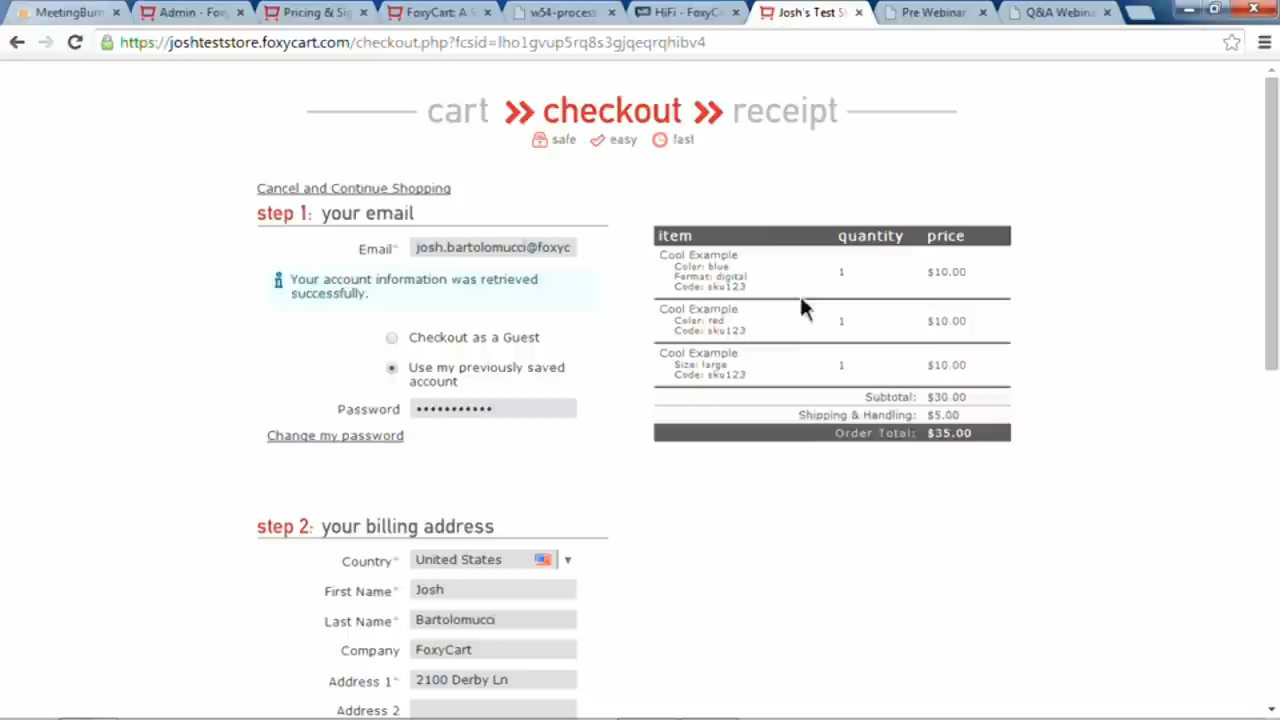 MeetingBurn
Admin - Fox
Pricing & Sig
FoxyCart: A S
w54-process
HiFi - FoxyC
Josh's Test S
Pre Webinar
Q&A Webina
https://joshteststore.foxycart.com/checkout.php?fcsid=lho1gvup5rq8s3gjqeqrqhibv4
cart » checkout » receipt
safe easy fast
Cancel and Continue Shopping
step 1: your email
Email*
josh.bartolomucci@foxyc
Your account information was retrieved
successfully.
Checkout as a Guest
Use my previously saved
account
Password
•••••••••••
Change my password
item quantity price
Cool Example
Color: blue
Format: digital
Code: sku123
1 $10.00
Cool Example
Color: red
Code: sku123
1 $10.00
Cool Example
Size: large
Code: sku123
1 $10.00
Subtotal: $30.00
Shipping & Handling: $5.00
Order Total: $35.00
step 2: your billing address
Country* United States
First Name* Josh
Last Name* Bartolomucci
Company FoxyCart
Address 1* 2100 Derby Ln
Address 2